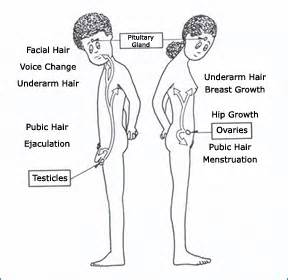 Pituitary
Gland
Facial Hair
Voice Change
Underarm Hair
Pubic Hair
Ejaculation
Testicles
Underarm Hair
Breast Growth
Hip Growth
Ovaries
Pubic Hair
Menstruation